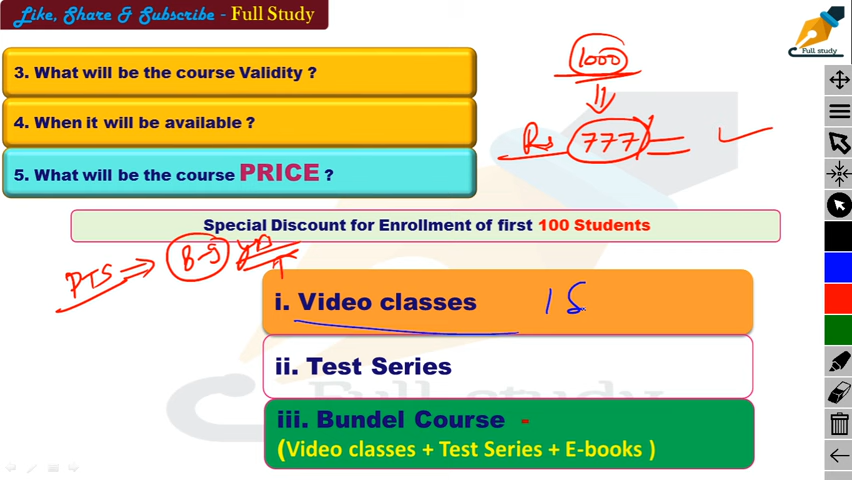 Like, Share & Subscribe - Full Study
Full study
3. What will be the course Validity ?
1000
4. When it will be available ?
Rs 777
5. What will be the course PRICE ?
Special Discount for Enrollment of first 100 Students
PTS
i. Video classes
ii. Test Series
iii. Bundel Course -
(Video classes + Test Series + E-books )